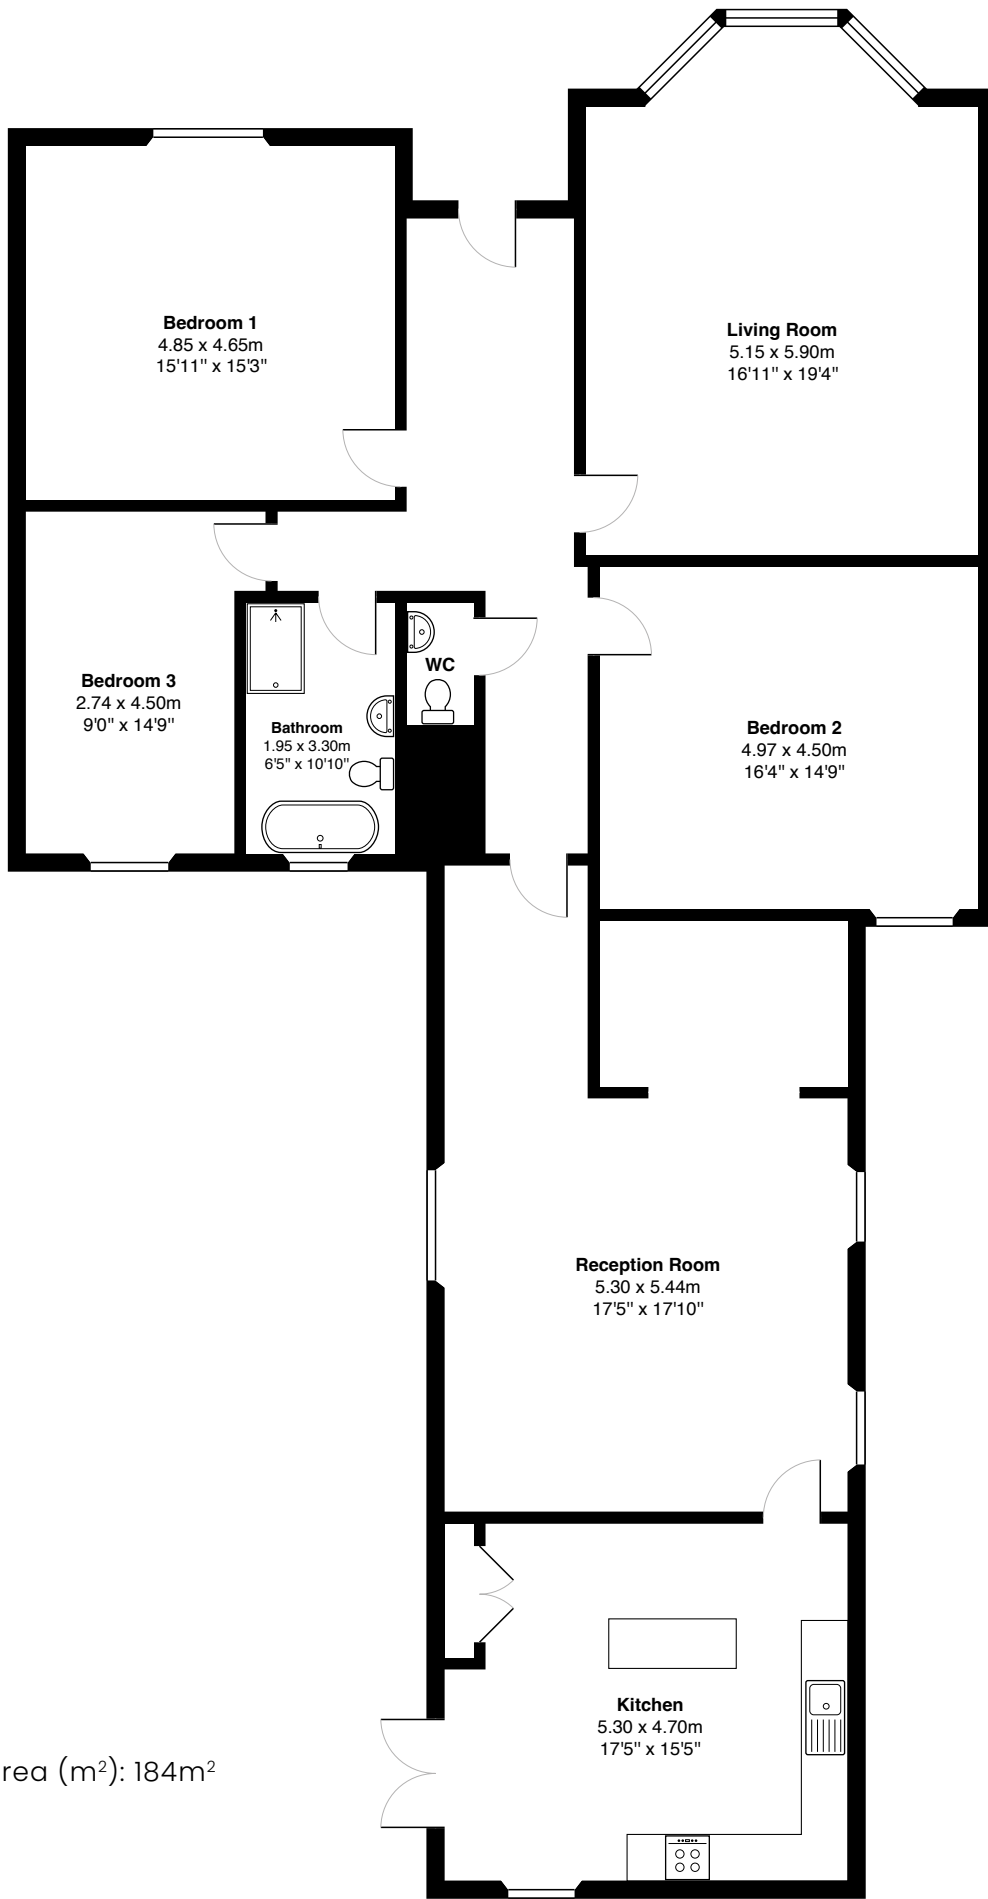 Bedroom 1
4.85 x 4.65m
15'11" x 15'3"
Living Room
5.15 x 5.90m
16'11" x 19'4"
Bedroom 3
2.74 x 4.50m
9'0" x 14'9"
Bathroom
1.95 x 3.30m
6'5" x 10'10"
WC
Bedroom 2
4.97 x 4.50m
16'4" x 14'9"
Reception Room
5.30 x 5.44m
17'5" x 17'10"
Kitchen
5.30 x 4.70m
17'5" x 15'5"
rea (m²): 184m²